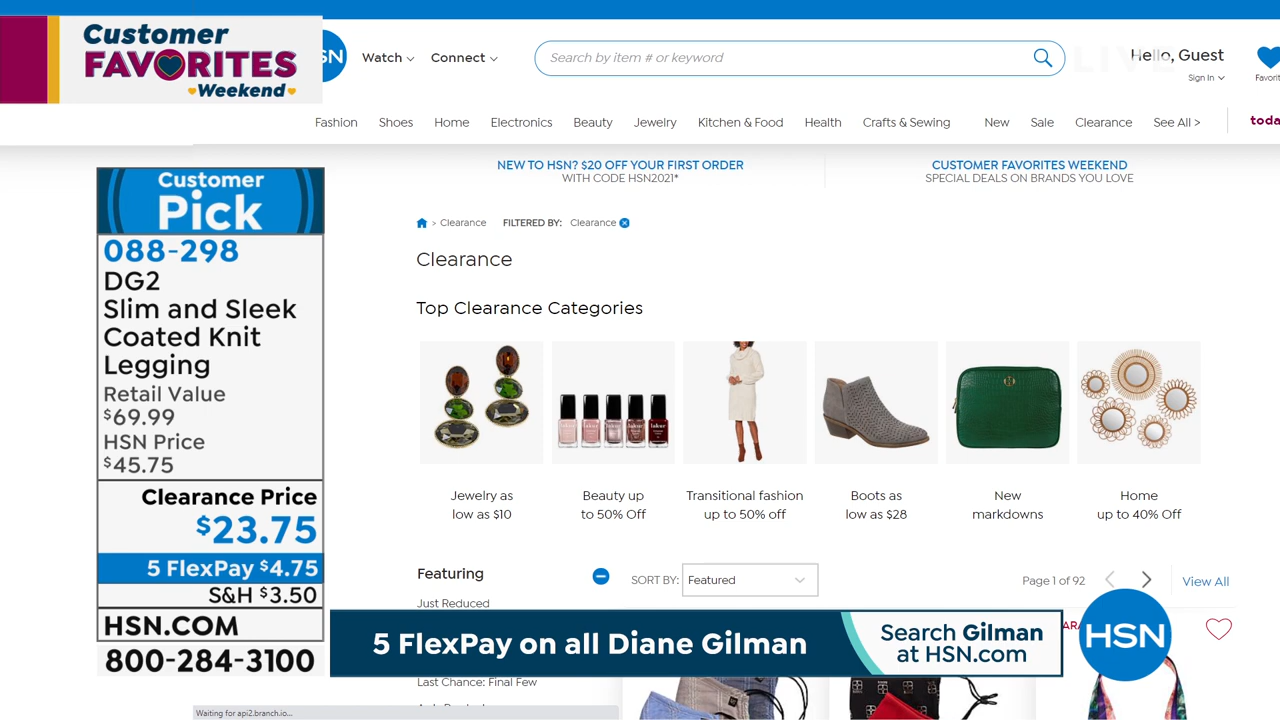 Customer
FAVORITES
Weekend
SN
Watch
Connect
Search by item # or keyword
LIVE
Hello, Guest
Sign In
Favorit
Fashion
Shoes
Home
Electronics
Beauty
Jewelry
Kitchen & Food
Health
Crafts & Sewing
New
Sale
Clearance
See All >
toda
NEW TO HSN? $20 OFF YOUR FIRST ORDER
WITH CODE HSN2021*
CUSTOMER FAVORITES WEEKEND
SPECIAL DEALS ON BRANDS YOU LOVE
> Clearance
FILTERED BY:
Clearance
Clearance
Top Clearance Categories
Jewelry as
low as $10
Beauty up
to 50% Off
Transitional fashion
up to 50% off
Boots as
low as $28
New
markdowns
Home
up to 40% Off
Featuring
SORT BY:
Featured
Page 1 of 92
View All
Just Reduced
Last Chance: Final Few
Customer
Pick
088-298
DG2
Slim and Sleek
Coated Knit
Legging
Retail Value
$69.99
HSN Price
$45.75
Clearance Price
$23.75
5 FlexPay $4.75
S&H $3.50
HSN.COM
800-284-3100
5 FlexPay on all Diane Gilman
Search Gilman
at HSN.com
HSN
Waiting for api2.branch.io...